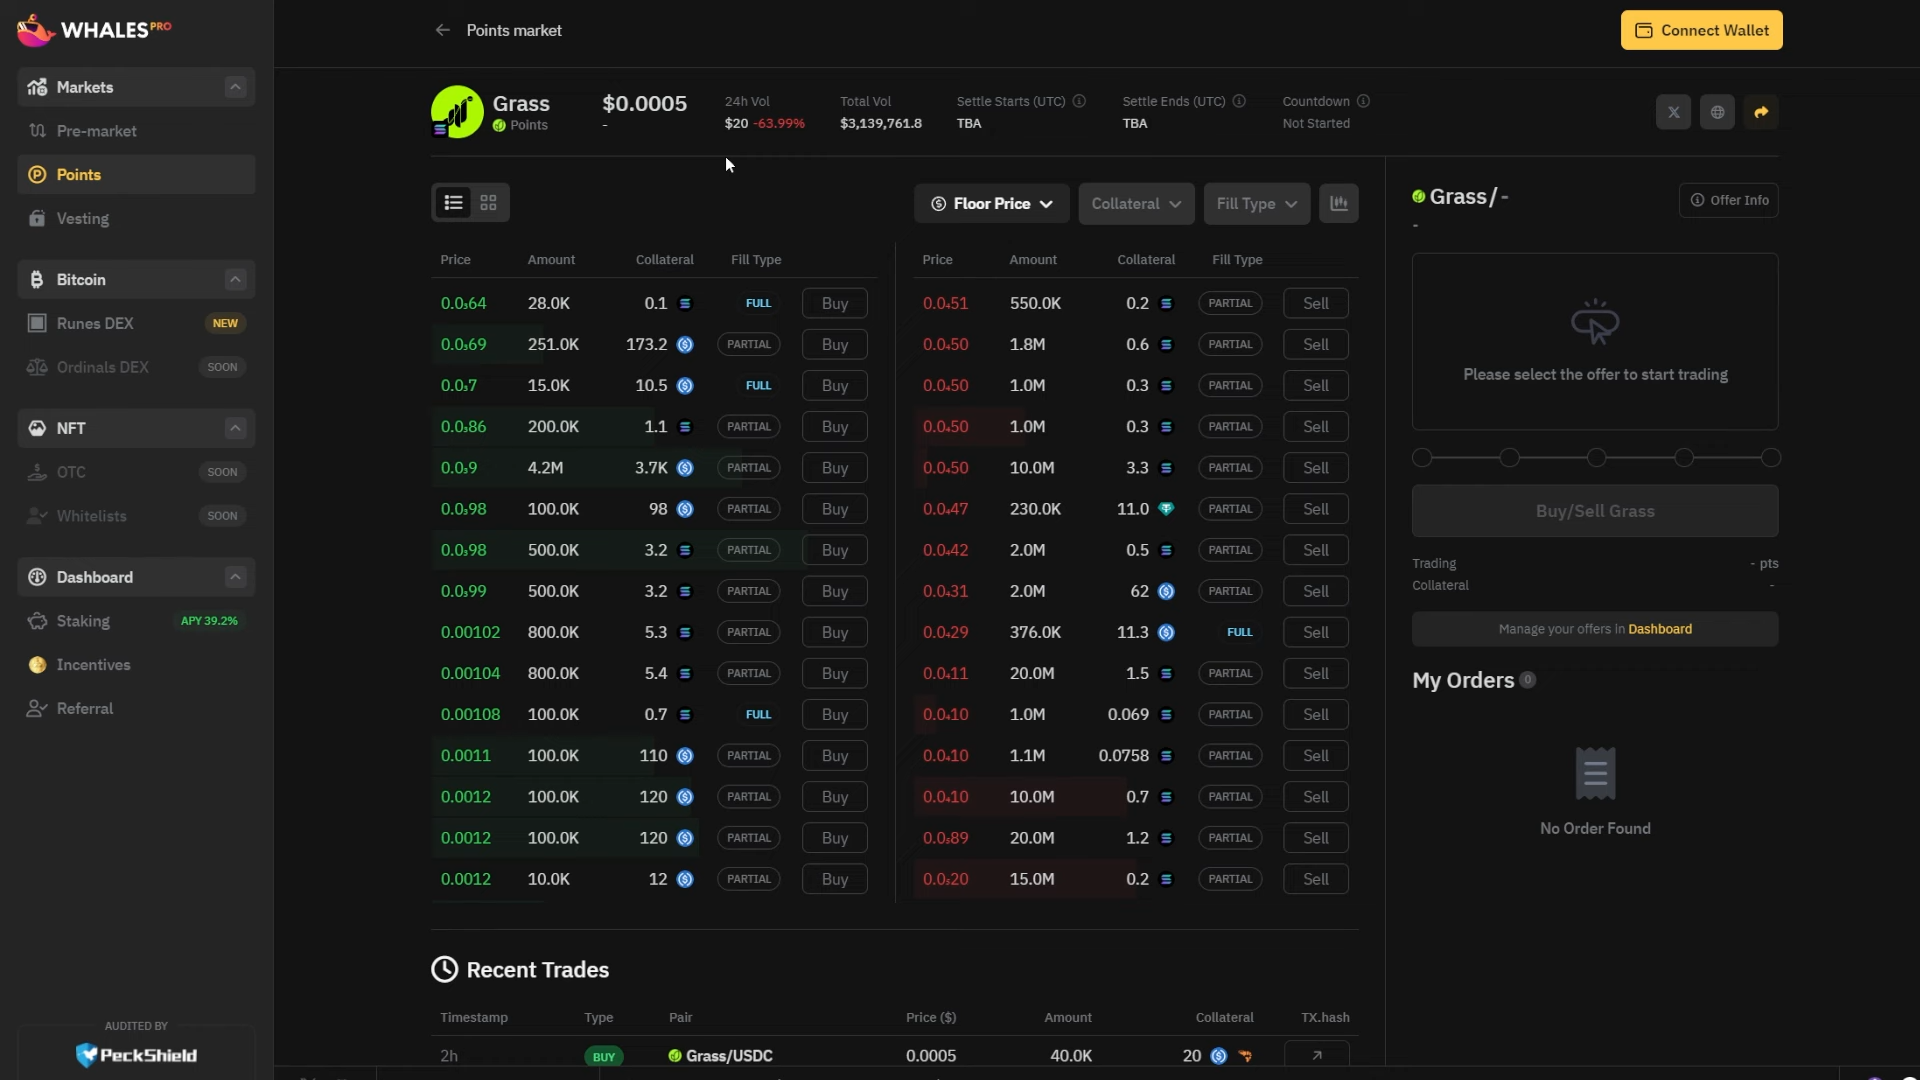 WHALES PRO
Points market
Connect Wallet
Markets
Pre-market
Points
Vesting
Bitcoin
Runes DEX NEW
Ordinals DEX SOON
NFT
OTC SOON
Whitelists SOON
Dashboard
Staking APY 39.2%
Incentives
Referral
AUDITED BY
PeckShield
Grass
Points
$0.0005
-
24h Vol
$20 -63.99%
Total Vol
$3,139,761.8
Settle Starts (UTC)
TBA
Settle Ends (UTC)
TBA
Countdown
Not Started
Floor Price
Collateral
Fill Type
Price Amount Collateral Fill Type
0.0₃64 28.0K 0.1 FULL Buy
0.0₃69 251.0K 173.2 PARTIAL Buy
0.0₃7 15.0K 10.5 FULL Buy
0.0₃86 200.0K 1.1 PARTIAL Buy
0.0₃9 4.2M 3.7K PARTIAL Buy
0.0₃98 100.0K 98 PARTIAL Buy
0.0₃98 500.0K 3.2 PARTIAL Buy
0.0₃99 500.0K 3.2 PARTIAL Buy
0.00102 800.0K 5.3 PARTIAL Buy
0.00104 800.0K 5.4 PARTIAL Buy
0.00108 100.0K 0.7 FULL Buy
0.0011 100.0K 110 PARTIAL Buy
0.0012 100.0K 120 PARTIAL Buy
0.0012 100.0K 120 PARTIAL Buy
0.0012 10.0K 12 PARTIAL Buy
Price Amount Collateral Fill Type
0.0₄51 550.0K 0.2 PARTIAL Sell
0.0₄50 1.8M 0.6 PARTIAL Sell
0.0₄50 1.0M 0.3 PARTIAL Sell
0.0₄50 1.0M 0.3 PARTIAL Sell
0.0₄50 10.0M 3.3 PARTIAL Sell
0.0₄47 230.0K 11.0 PARTIAL Sell
0.0₄42 2.0M 0.5 PARTIAL Sell
0.0₄31 2.0M 62 PARTIAL Sell
0.0₄29 376.0K 11.3 FULL Sell
0.0₄11 20.0M 1.5 PARTIAL Sell
0.0₄10 1.0M 0.069 PARTIAL Sell
0.0₄10 1.1M 0.0758 PARTIAL Sell
0.0₄10 10.0M 0.7 PARTIAL Sell
0.0₅89 20.0M 1.2 PARTIAL Sell
0.0₅20 15.0M 0.2 PARTIAL Sell
Recent Trades
Timestamp Type Pair Price ($) Amount Collateral TX.hash
2h BUY Grass/USDC 0.0005 40.0K 20
Grass/ -
-
Offer Info
Please select the offer to start trading
Buy/Sell Grass
Trading - pts
Collateral -
Manage your offers in Dashboard
My Orders 0
No Order Found